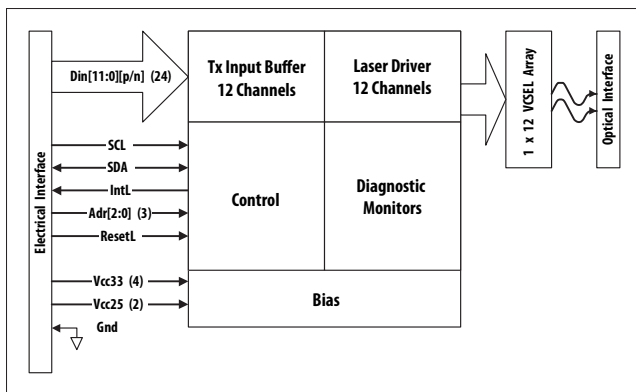 Electrical Interface
Din[11:0][p/n] (24)
SCL
SDA
IntL
Adr[2:0] (3)
ResetL
Vcc33 (4)
Vcc25 (2)
Gnd
Tx Input Buffer
12 Channels
Laser Driver
12 Channels
Control
Diagnostic
Monitors
Bias
1 x 12 VCSEL Array
Optical Interface